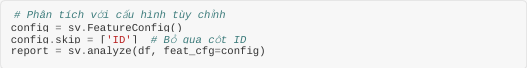 # Phân tích với cấu hình tùy chỉnh
config = sv.FeatureConfig()
config.skip = ['ID']  # Bỏ qua cột ID
report = sv.analyze(df, feat_cfg=config)